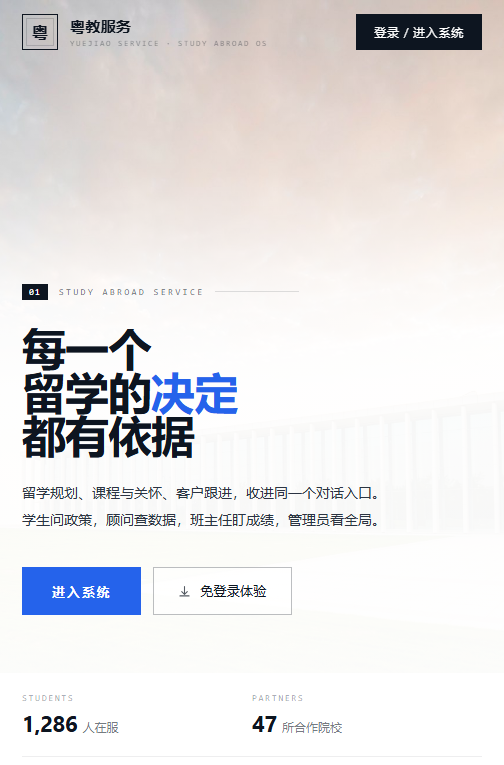 粤
粤教服务
YUEJIAO SERVICE · STUDY ABROAD OS
登录 / 进入系统
01 STUDY ABROAD SERVICE
每一个
留学的决定
都有依据
留学规划、课程与关怀、客户跟进，收进同一个对话入口。
学生问政策，顾问查数据，班主任盯成绩，管理员看全局。
进入系统
免登录体验
STUDENTS
1,286 人在服
PARTNERS
47 所合作院校